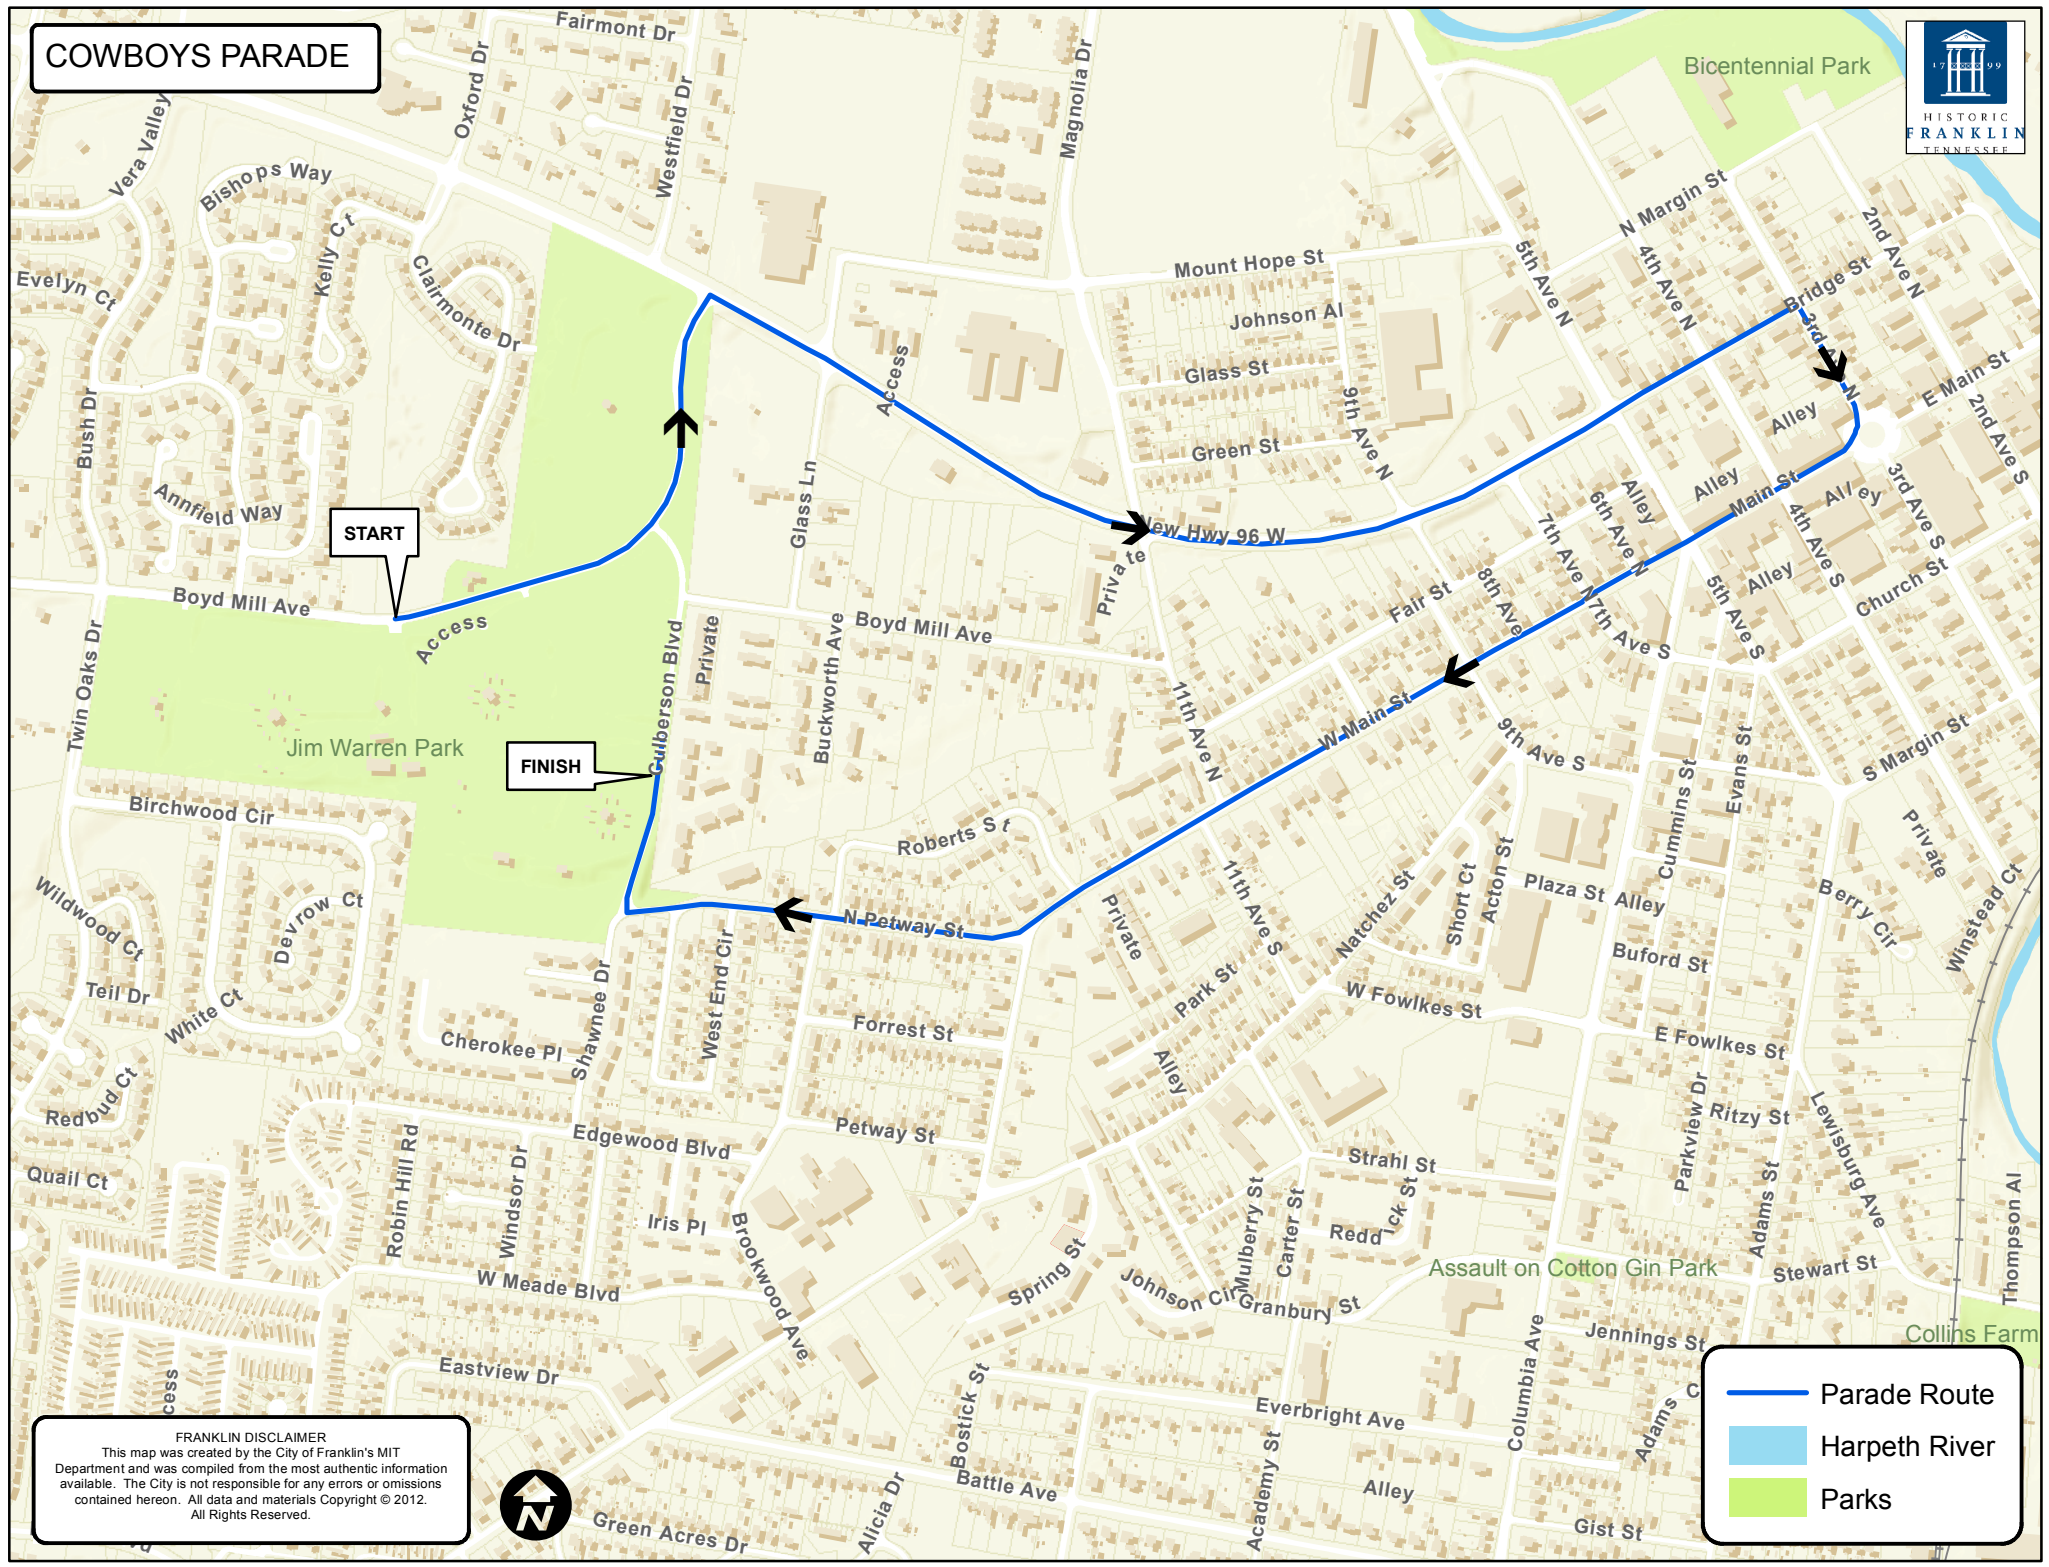 COWBOYS PARADE
Fairmont Dr
Oxford Dr
Westfield Dr
Magnolia Dr
Bicentennial Park
17 99
HISTORIC
FRANKLIN
TENNESSEE
Vera Valley
Bishops Way
Kelly Ct
Clairmonte Dr
Evelyn Ct
N Margin St
2nd Ave N
5th Ave N
4th Ave N
Mount Hope St
Bridge St
Johnson Al
Glass St
Access
9th Ave N
Green St
E Main St
2nd Ave S
Alley
Bush Dr
Annfield Way
START
Glass Ln
New Hwy 96 W
Private
Alley
6th Ave N
7th Ave N
8th Ave
Alley
Main St
Alley
3rd Ave S
4th Ave S
Alley
5th Ave S
Church St
Boyd Mill Ave
Access
Fair St
7th Ave S
Boyd Mill Ave
Culberson Blvd
Private
Buckworth Ave
11th Ave N
W Main St
9th Ave S
Twin Oaks Dr
Jim Warren Park
FINISH
S Margin St
Evans St
Cummins St
Birchwood Cir
Roberts St
Private
Wildwood Ct
Devrow Ct
N Petway St
Private
11th Ave S
Natchez St
Short Ct
Acton St
Plaza St
Alley
Berry Cir
Winstead Ct
Teil Dr
White Ct
West End Cir
Shawnee Dr
Park St
W Fowlkes St
Buford St
Cherokee Pl
Forrest St
Alley
E Fowlkes St
Redbud Ct
Edgewood Blvd
Petway St
Parkview Dr
Ritzy St
Lewisburg Ave
Quail Ct
Robin Hill Rd
Windsor Dr
Iris Pl
Brookwood Ave
Strahl St
Mulberry St
Carter St
Reddick St
Adams St
Thompson Al
Spring St
Johnson Cir
Granbury St
Assault on Cotton Gin Park
Stewart St
W Meade Blvd
Columbia Ave
Jennings St
Collins Farm
Eastview Dr
Bostick St
Everbright Ave
Battle Ave
Academy St
Alley
Alicia Dr
Green Acres Dr
Gist St
Adams C
cess
Parade Route
Harpeth River
Parks
FRANKLIN DISCLAIMER
This map was created by the City of Franklin's MIT
Department and was compiled from the most authentic information
available. The City is not responsible for any errors or omissions
contained hereon. All data and materials Copyright © 2012.
All Rights Reserved.
N